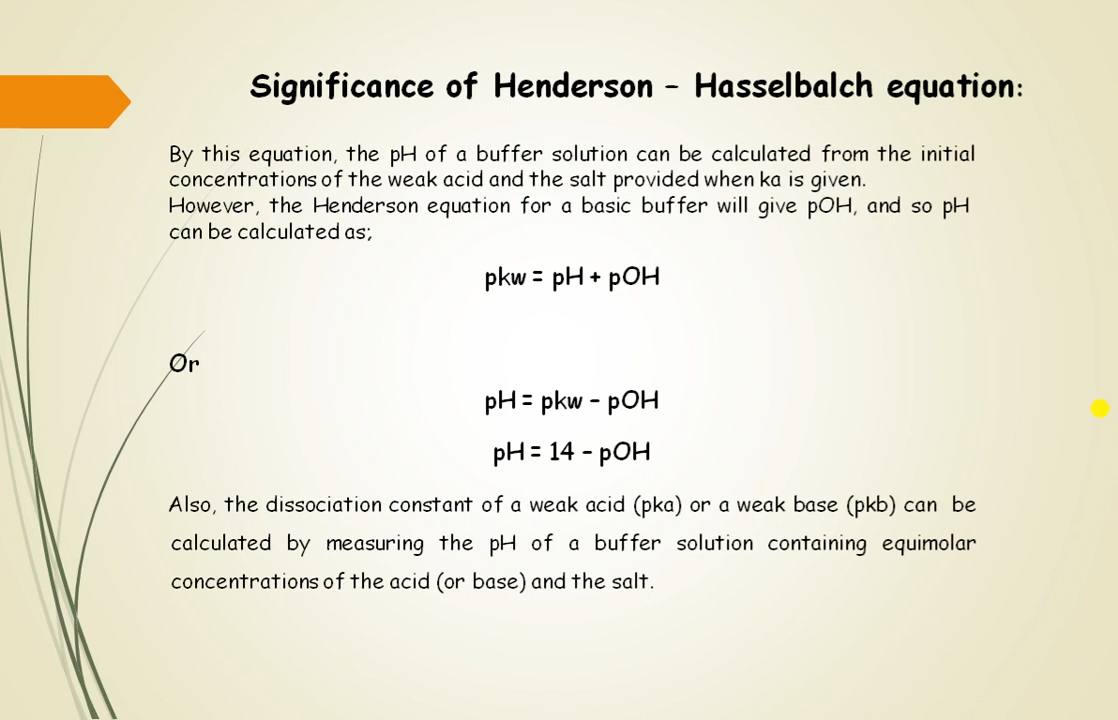 Significance of Henderson – Hasselbalch equation:
By this equation, the pH of a buffer solution can be calculated from the initial
concentrations of the weak acid and the salt provided when ka is given.
However, the Henderson equation for a basic buffer will give pOH, and so pH
can be calculated as;
pkw = pH + pOH
Or
pH = pkw – pOH
pH = 14 – pOH
Also, the dissociation constant of a weak acid (pka) or a weak base (pkb) can be
calculated by measuring the pH of a buffer solution containing equimolar
concentrations of the acid (or base) and the salt.